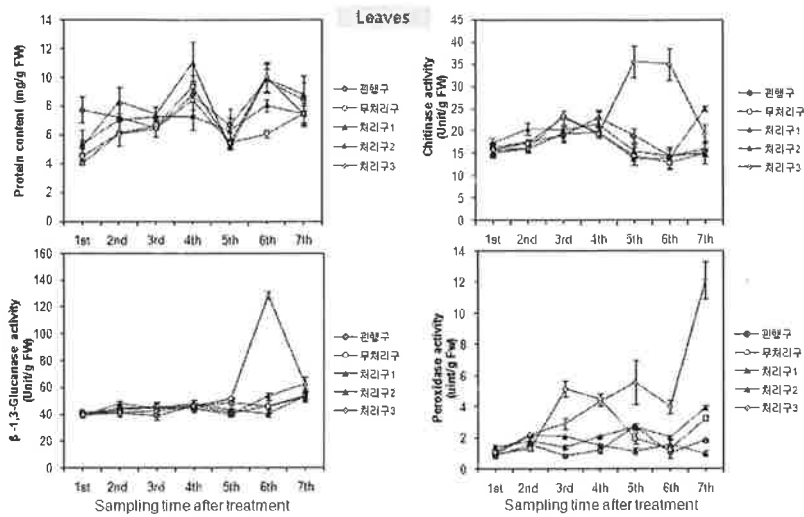 Leaves
Protein content (mg/g FW)
14
12
10
8
6
4
2
0
1st 2nd 3rd 4th 5th 6th 7th
관행구
무처리구
처리구1
처리구2
처리구3
Chitinase activity
(Unit/g FW)
45
40
35
30
25
20
15
10
5
0
1st 2nd 3rd 4th 5th 6th 7th
관행구
무처리구
처리구1
처리구2
처리구3
β-1,3-Glucanase activity
(Unit/g FW)
160
140
120
100
80
60
40
20
0
1st 2nd 3rd 4th 5th 6th 7th
Sampling time after treatment
관행구
무처리구
처리구1
처리구2
처리구3
Peroxidase activity
(uint/g FW)
14
12
10
8
6
4
2
0
1st 2nd 3rd 4th 5th 6th 7th
Sampling time after treatment
관행구
무처리구
처리구1
처리구2
처리구3